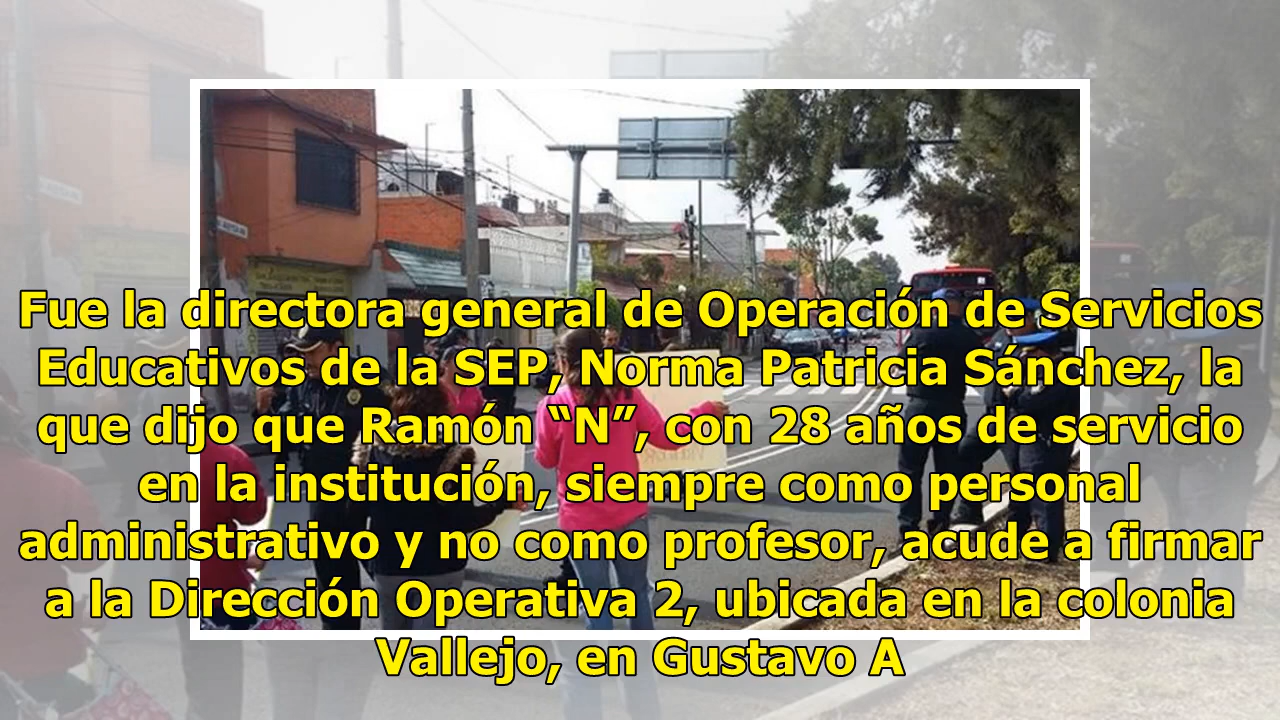 Fue la directora general de Operación de Servicios
Educativos de la SEP, Norma Patricia Sánchez, la
que dijo que Ramón “N”, con 28 años de servicio
en la institución, siempre como personal
administrativo y no como profesor, acude a firmar
a la Dirección Operativa 2, ubicada en la colonia
Vallejo, en Gustavo A